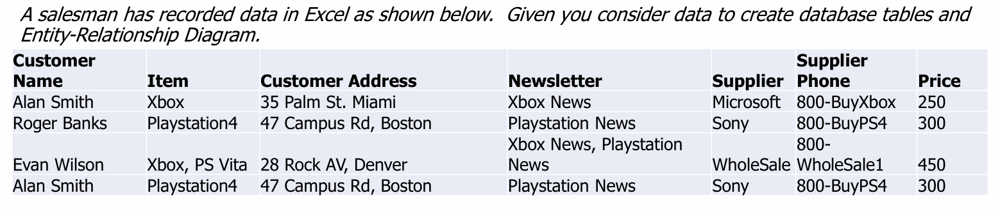 A salesman has recorded data in Excel as shown below. Given you consider data to create database tables and
Entity-Relationship Diagram.
Customer Name Item Customer Address Newsletter Supplier Supplier Phone Price
Alan Smith Xbox 35 Palm St. Miami Xbox News Microsoft 800-BuyXbox 250
Roger Banks Playstation4 47 Campus Rd, Boston Playstation News Sony 800-BuyPS4 300
Evan Wilson Xbox, PS Vita 28 Rock AV, Denver Xbox News, Playstation News WholeSale 800-WholeSale1 450
Alan Smith Playstation4 47 Campus Rd, Boston Playstation News Sony 800-BuyPS4 300